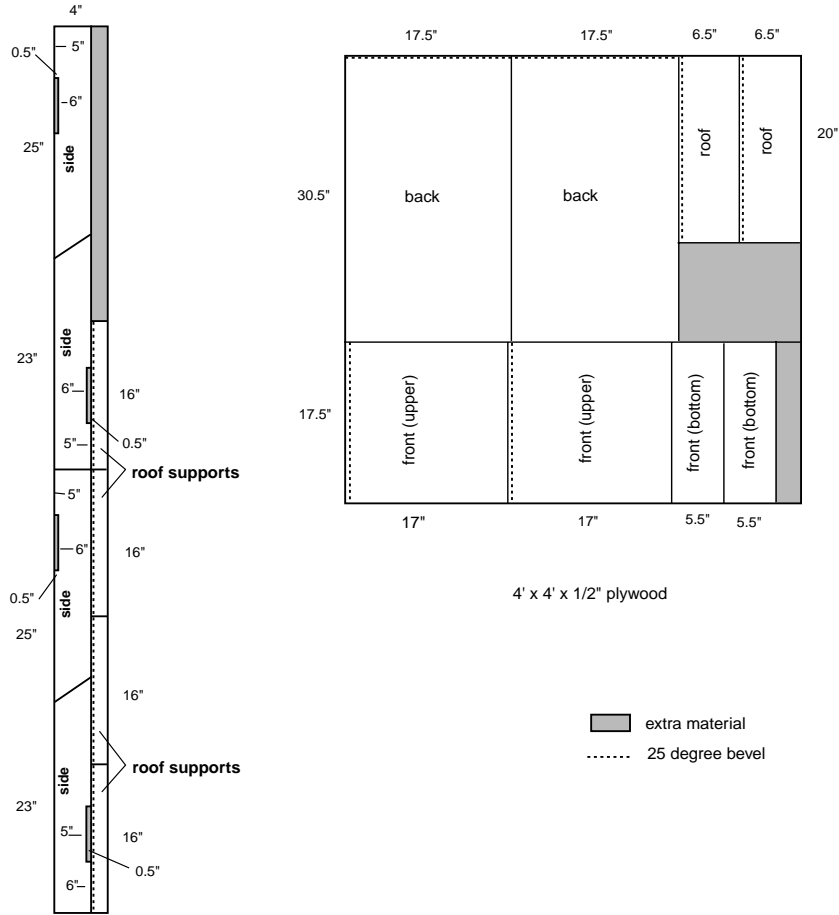 4"
5"
0.5"
6"
25"
side
side
23"
6"
16"
0.5"
5"
roof supports
5"
6"
16"
0.5"
side
25"
16"
roof supports
side
23"
5"
16"
0.5"
6"
17.5" 17.5" 6.5" 6.5"
roof
roof
20"
30.5"
back back
17.5"
front (upper)
front (upper)
front (bottom)
front (bottom)
17" 17" 5.5" 5.5"
4' x 4' x 1/2" plywood
extra material
25 degree bevel